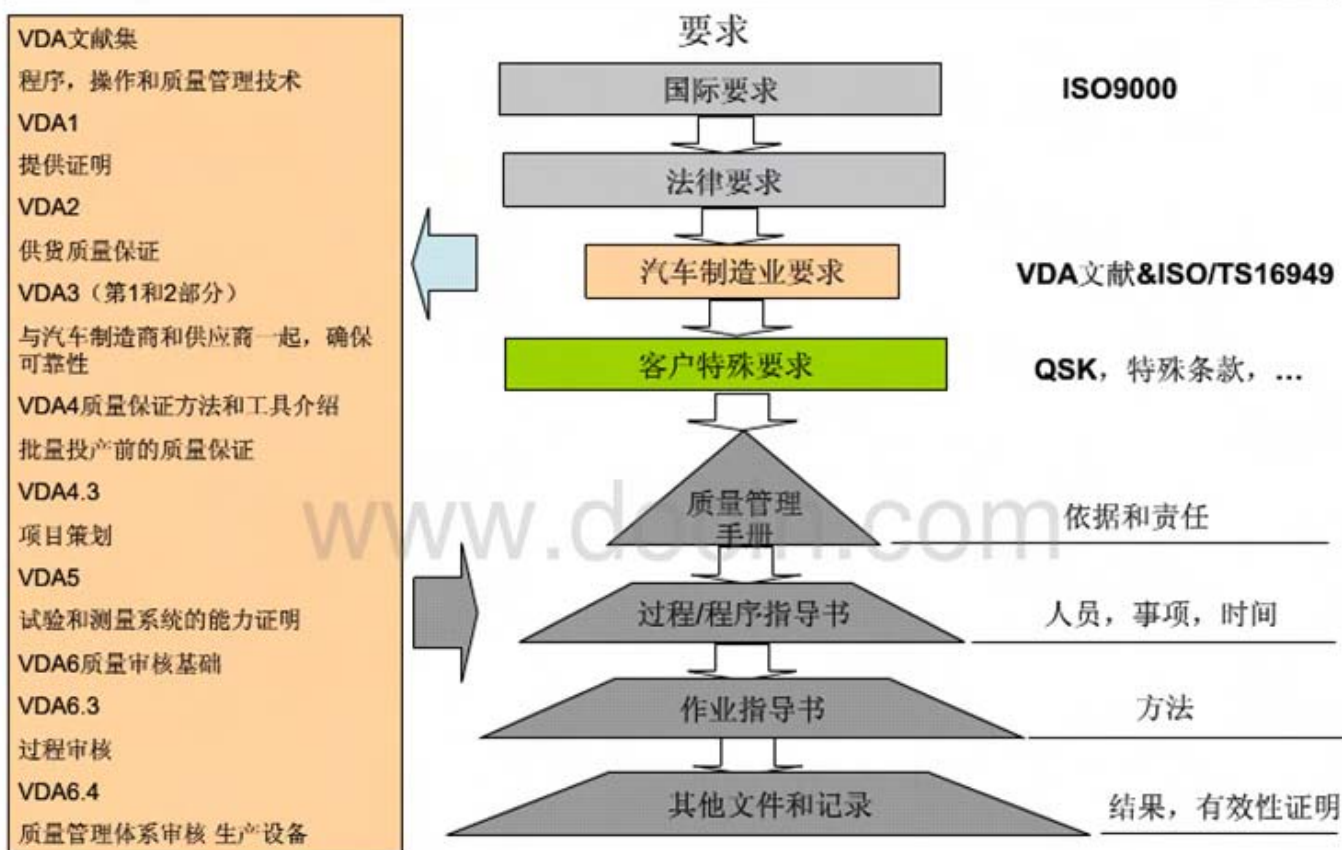 VDA文献集
程序，操作和质量管理技术
VDA1
提供证明
VDA2
供货质量保证
VDA3（第1和2部分）
与汽车制造商和供应商一起，确保
可靠性
VDA4质量保证方法和工具介绍
批量投产前的质量保证
VDA4.3
项目策划
VDA5
试验和测量系统的能力证明
VDA6质量审核基础
VDA6.3
过程审核
VDA6.4
质量管理体系审核 生产设备
要求
国际要求
ISO9000
法律要求
汽车制造业要求
VDA文献&ISO/TS16949
客户特殊要求
QSK，特殊条款，...
质量管理
手册
依据和责任
过程/程序指导书
人员，事项，时间
作业指导书
方法
其他文件和记录
结果，有效性证明